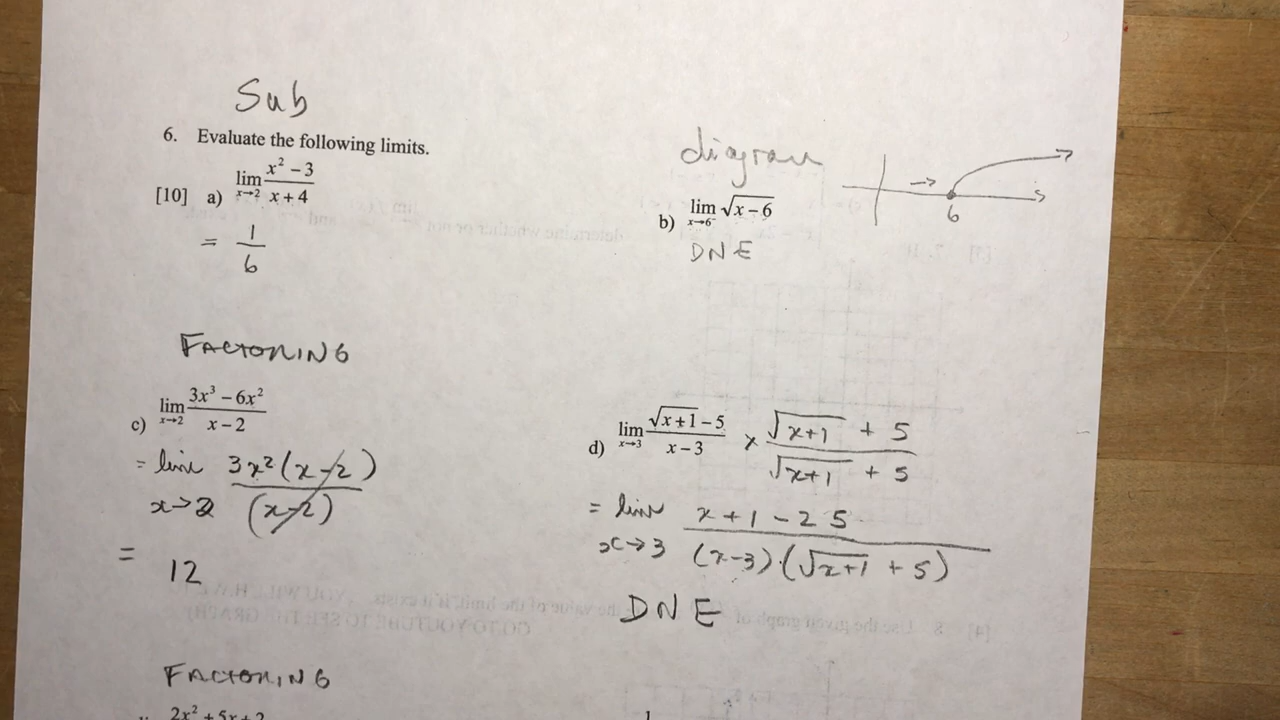 Sub
6. Evaluate the following limits.
[10] a) lim x→2 (x² − 3)/(x + 4)
= 1/6
diagram
b) lim x→6⁻ √(x−6)
DNE
6
FACTORING
c) lim x→2 (3x³ − 6x²)/(x − 2)
= lim x→2 3x²(x−2)/(x−2)
= 12
d) lim x→3 (√(x+1) − 5)/(x − 3) × (√(x+1) + 5)/(√(x+1) + 5)
= lim x→3 (x + 1 − 25)/((x−3)·(√(x+1) + 5))
DNE
FACTORING
2x² + 5x + 2
1